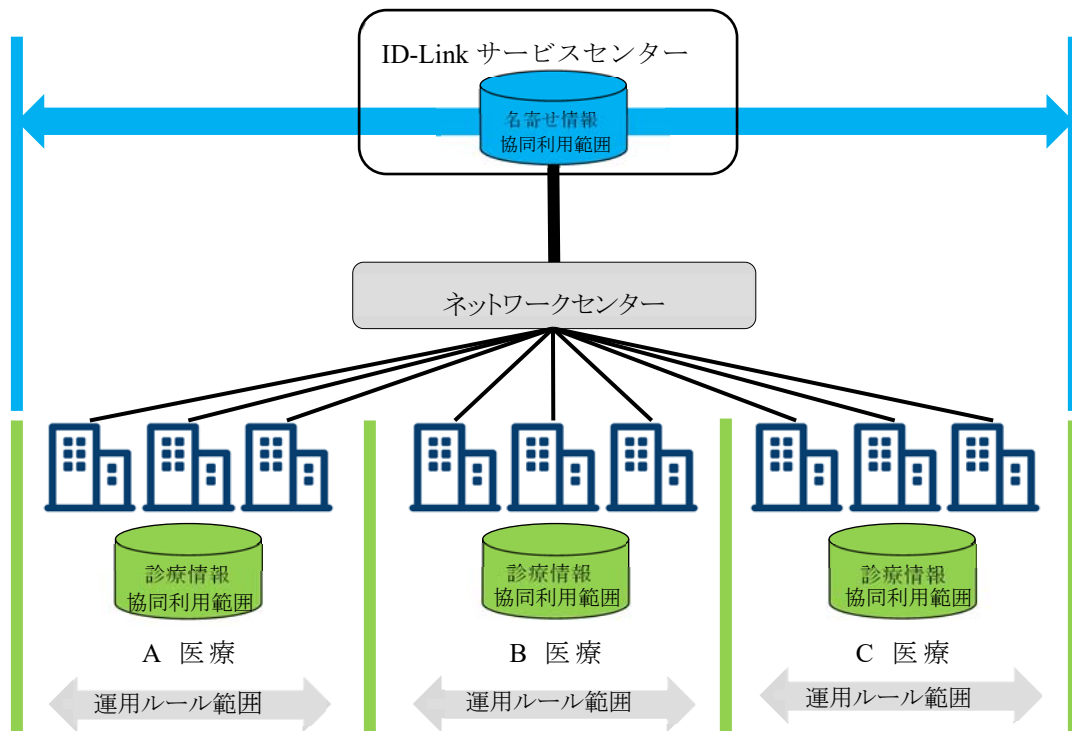 ID-Link サービスセンター
名寄せ情報
協同利用範囲
ネットワークセンター
診療情報
協同利用範囲
診療情報
協同利用範囲
診療情報
協同利用範囲
A 医療
B 医療
C 医療
運用ルール範囲
運用ルール範囲
運用ルール範囲